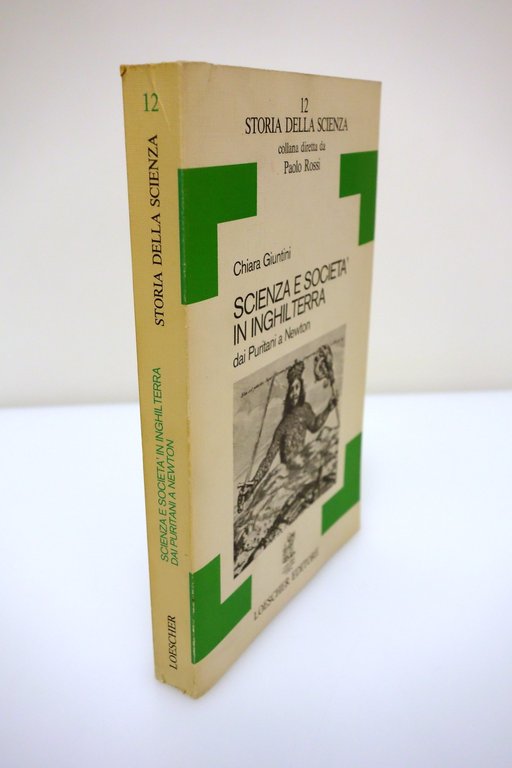 12
STORIA DELLA SCIENZA
SCIENZA E SOCIETA' IN INGHILTERRA
DAI PURITANI A NEWTON
LOESCHER
12
STORIA DELLA SCIENZA
collana diretta da
Paolo Rossi
Chiara Giuntini
SCIENZA E SOCIETA'
IN INGHILTERRA
dai Puritani a Newton
LOESCHER EDITORE